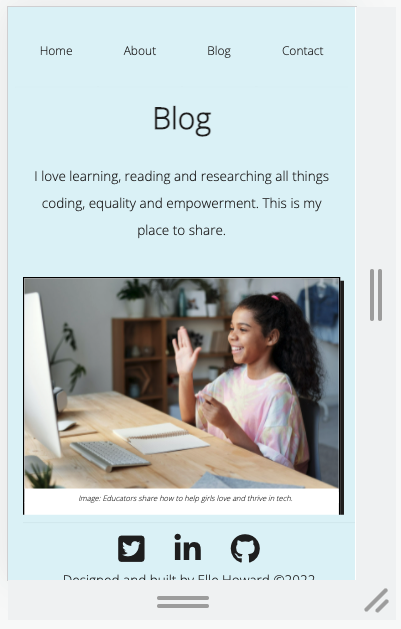 Home About Blog Contact
Blog
I love learning, reading and researching all things
coding, equality and empowerment. This is my
place to share.
Image: Educators share how to help girls love and thrive in tech.
in
Designed and built by Elle Howard ©2022